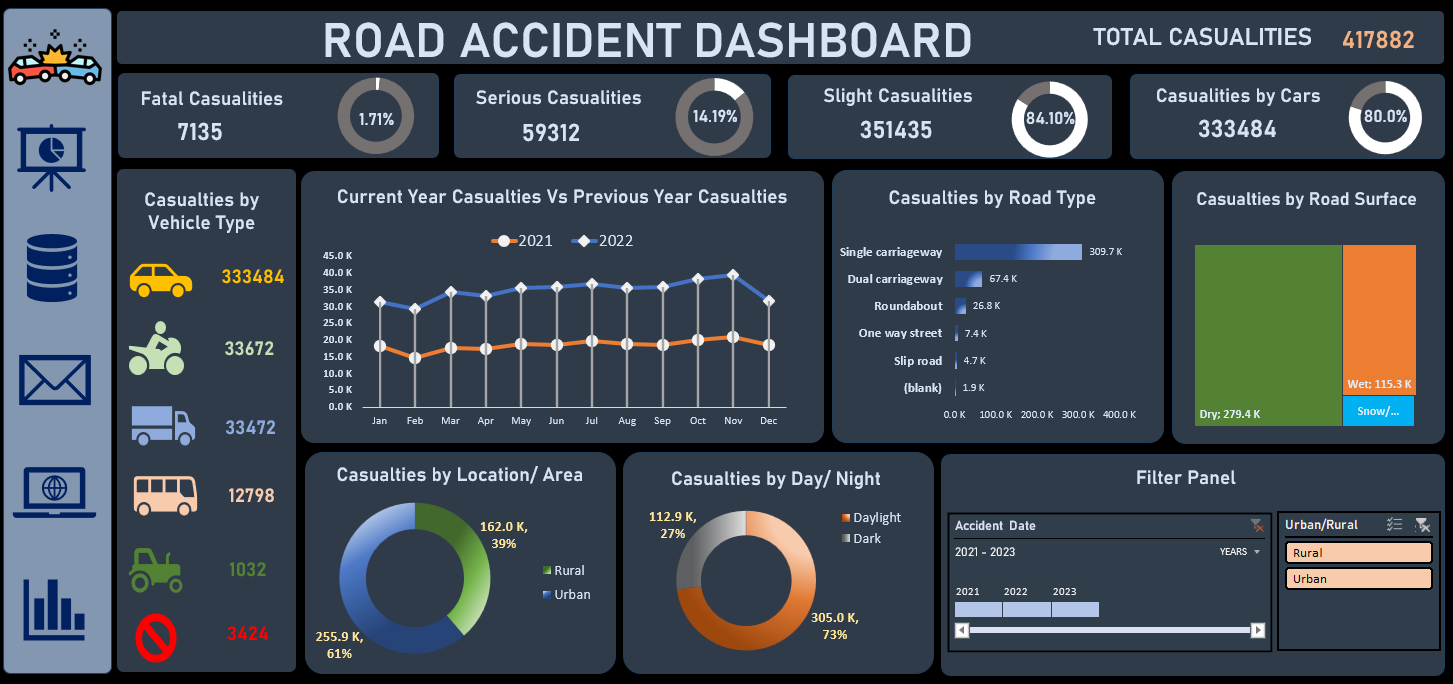 ROAD ACCIDENT DASHBOARD
TOTAL CASUALITIES
417882
Fatal Casualities
7135
1.71%
Serious Casualities
59312
14.19%
Slight Casualities
351435
84.10%
Casualities by Cars
333484
80.0%
Casualties by
Vehicle Type
333484
33672
33472
12798
1032
3424
Current Year Casualties Vs Previous Year Casualties
2021
2022
45.0 K
40.0 K
35.0 K
30.0 K
25.0 K
20.0 K
15.0 K
10.0 K
5.0 K
0.0 K
Jan Feb Mar Apr May Jun Jul Aug Sep Oct Nov Dec
Casualties by Road Type
Single carriageway 309.7 K
Dual carriageway 67.4 K
Roundabout 26.8 K
One way street 7.4 K
Slip road 4.7 K
(blank) 1.9 K
0.0 K 100.0 K 200.0 K 300.0 K 400.0 K
Casualties by Road Surface
Dry; 279.4 K
Wet; 115.3 K
Snow/...
Casualties by Location/ Area
162.0 K,
39%
Rural
Urban
255.9 K,
61%
Casualties by Day/ Night
112.9 K,
27%
Daylight
Dark
305.0 K,
73%
Filter Panel
Accident Date
2021 - 2023
YEARS
2021 2022 2023
Urban/Rural
Rural
Urban